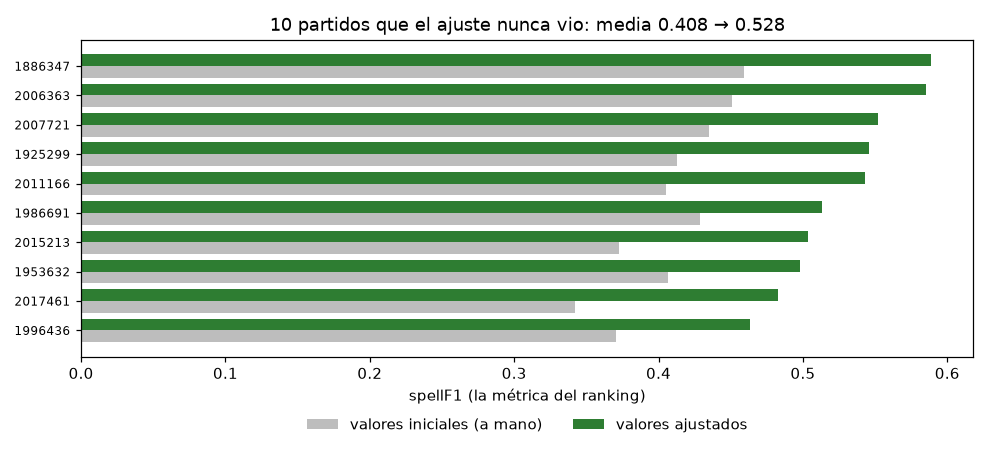 10 partidos que el ajuste nunca vio: media 0.408 → 0.528
1886347
2006363
2007721
1925299
2011166
1986691
2015213
1953632
2017461
1996436
0.0 0.1 0.2 0.3 0.4 0.5 0.6
spellF1 (la métrica del ranking)
valores iniciales (a mano) valores ajustados